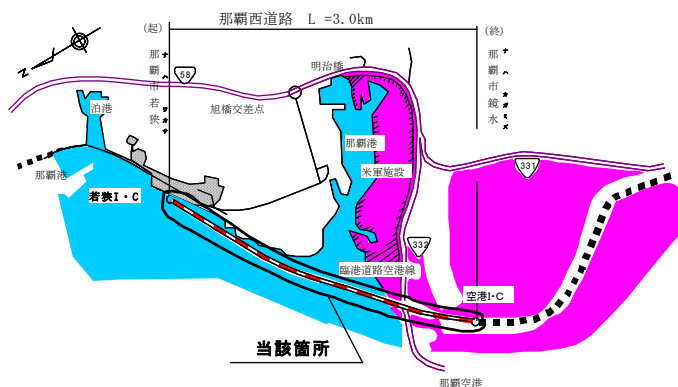 那覇西道路 L =3.0km
(起)
(終)
那覇市若狭
那覇市鏡水
58
明治橋
泊港
旭橋交差点
那覇港
331
米軍施設
那覇港
若狭I・C
332
臨港道路空港線
空港I・C
当該箇所
那覇空港
N